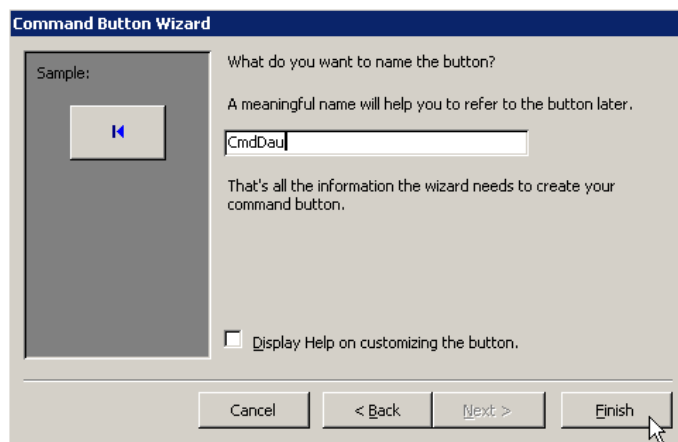 Command Button Wizard
Sample:
What do you want to name the button?
A meaningful name will help you to refer to the button later.
CmdDau
That's all the information the wizard needs to create your
command button.
Display Help on customizing the button.
Cancel
< Back
Next >
Finish